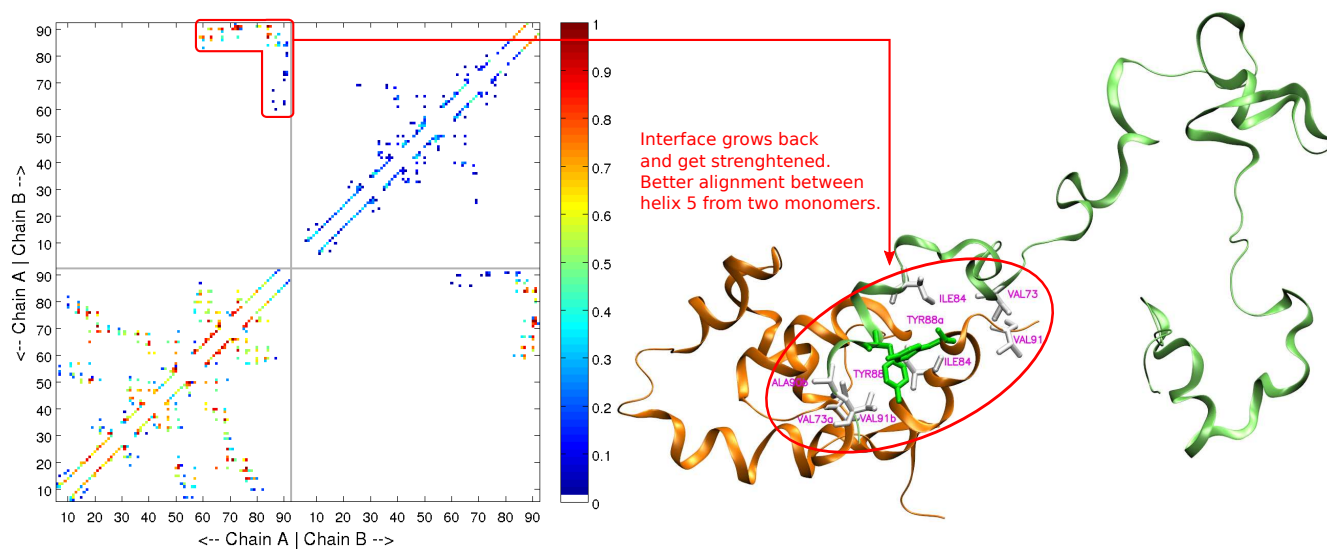 90
80
70
60
50
40
30
20
10
90
80
70
60
50
40
30
20
10
<-- Chain A | Chain B -->
10 20 30 40 50 60 70 80 90 10 20 30 40 50 60 70 80 90
<-- Chain A | Chain B -->
1
0.9
0.8
0.7
0.6
0.5
0.4
0.3
0.2
0.1
0
Interface grows back
and get strenghtened.
Better alignment between
helix 5 from two monomers.
ILE84
VAL73
TYR88a
VAL91
ILE84
TYR88
VAL73a
VAL91b